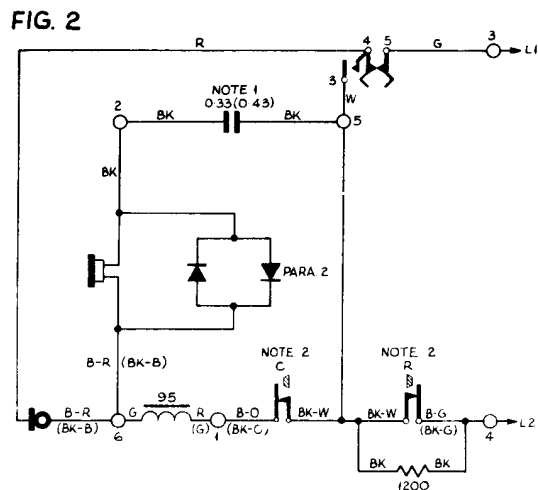 FIG. 2
R
4
5
G
3
L1
3
W
NOTE 1
0·33(0·43)
2
BK
BK
5
BK
PARA. 2
B-R (BK-B)
NOTE 2
C
NOTE 2
R
95
B-R
(BK-B)
6
G
R
(G)
1
B-O
(BK-O)
BK-W
BK-W
B-G
(BK-G)
4
L2
BK
BK
1200